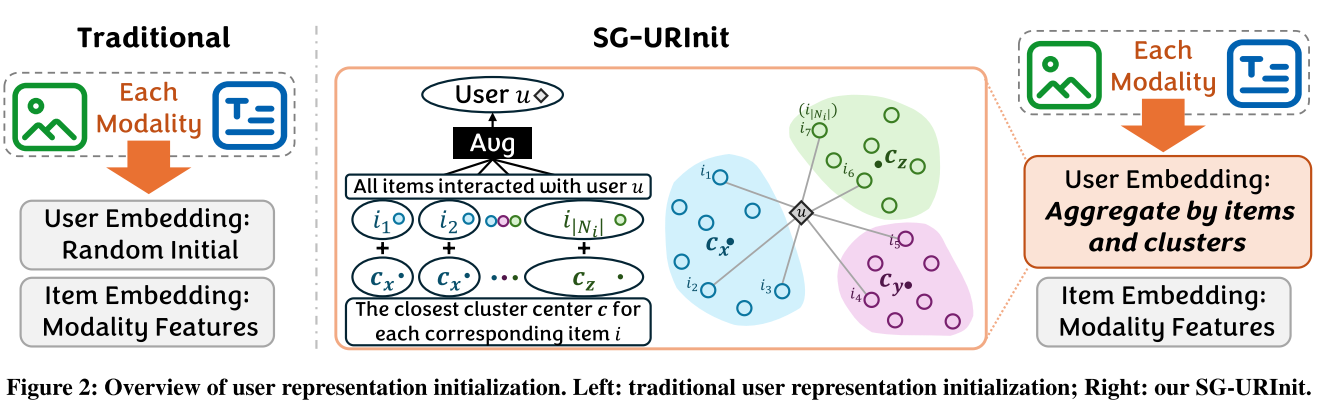 Traditional
Each
Modality
User Embedding:
Random Initial
Item Embedding:
Modality Features
SG-URInit
User u
Avg
All items interacted with user u
i₁ i₂ i|Nᵢ|
+ + +
cₓ cₓ ... c_z
The closest cluster center c for
each corresponding item i
(i|Nᵢ|)
i₇
i₆
c_z
i₁
u
cₓ
i₂
i₃
i₅
c_y
i₄
Each
Modality
User Embedding:
Aggregate by items
and clusters
Item Embedding:
Modality Features
Figure 2: Overview of user representation initialization. Left: traditional user representation initialization; Right: our SG-URInit.